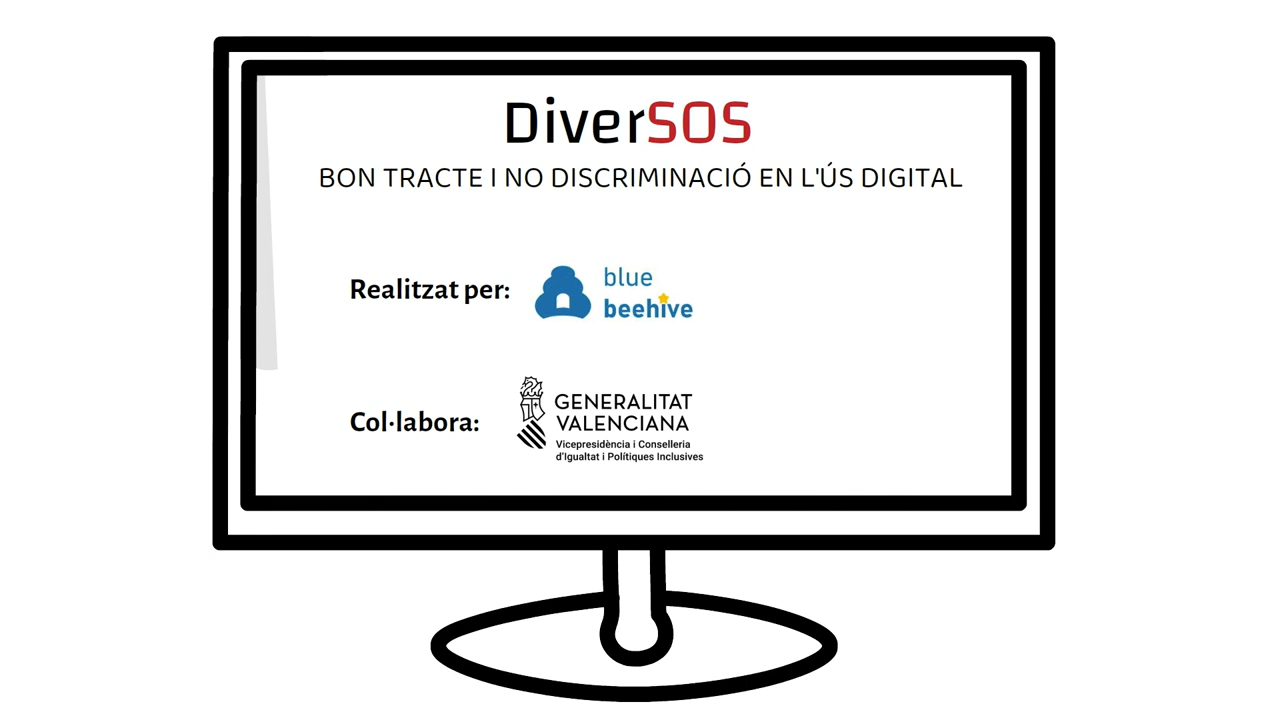 DiverSOS
BON TRACTE I NO DISCRIMINACIÓ EN L'ÚS DIGITAL
Realitzat per:
blue
beehive
Col·labora:
GENERALITAT
VALENCIANA
Vicepresidència i Conselleria
d'Igualtat i Polítiques Inclusives